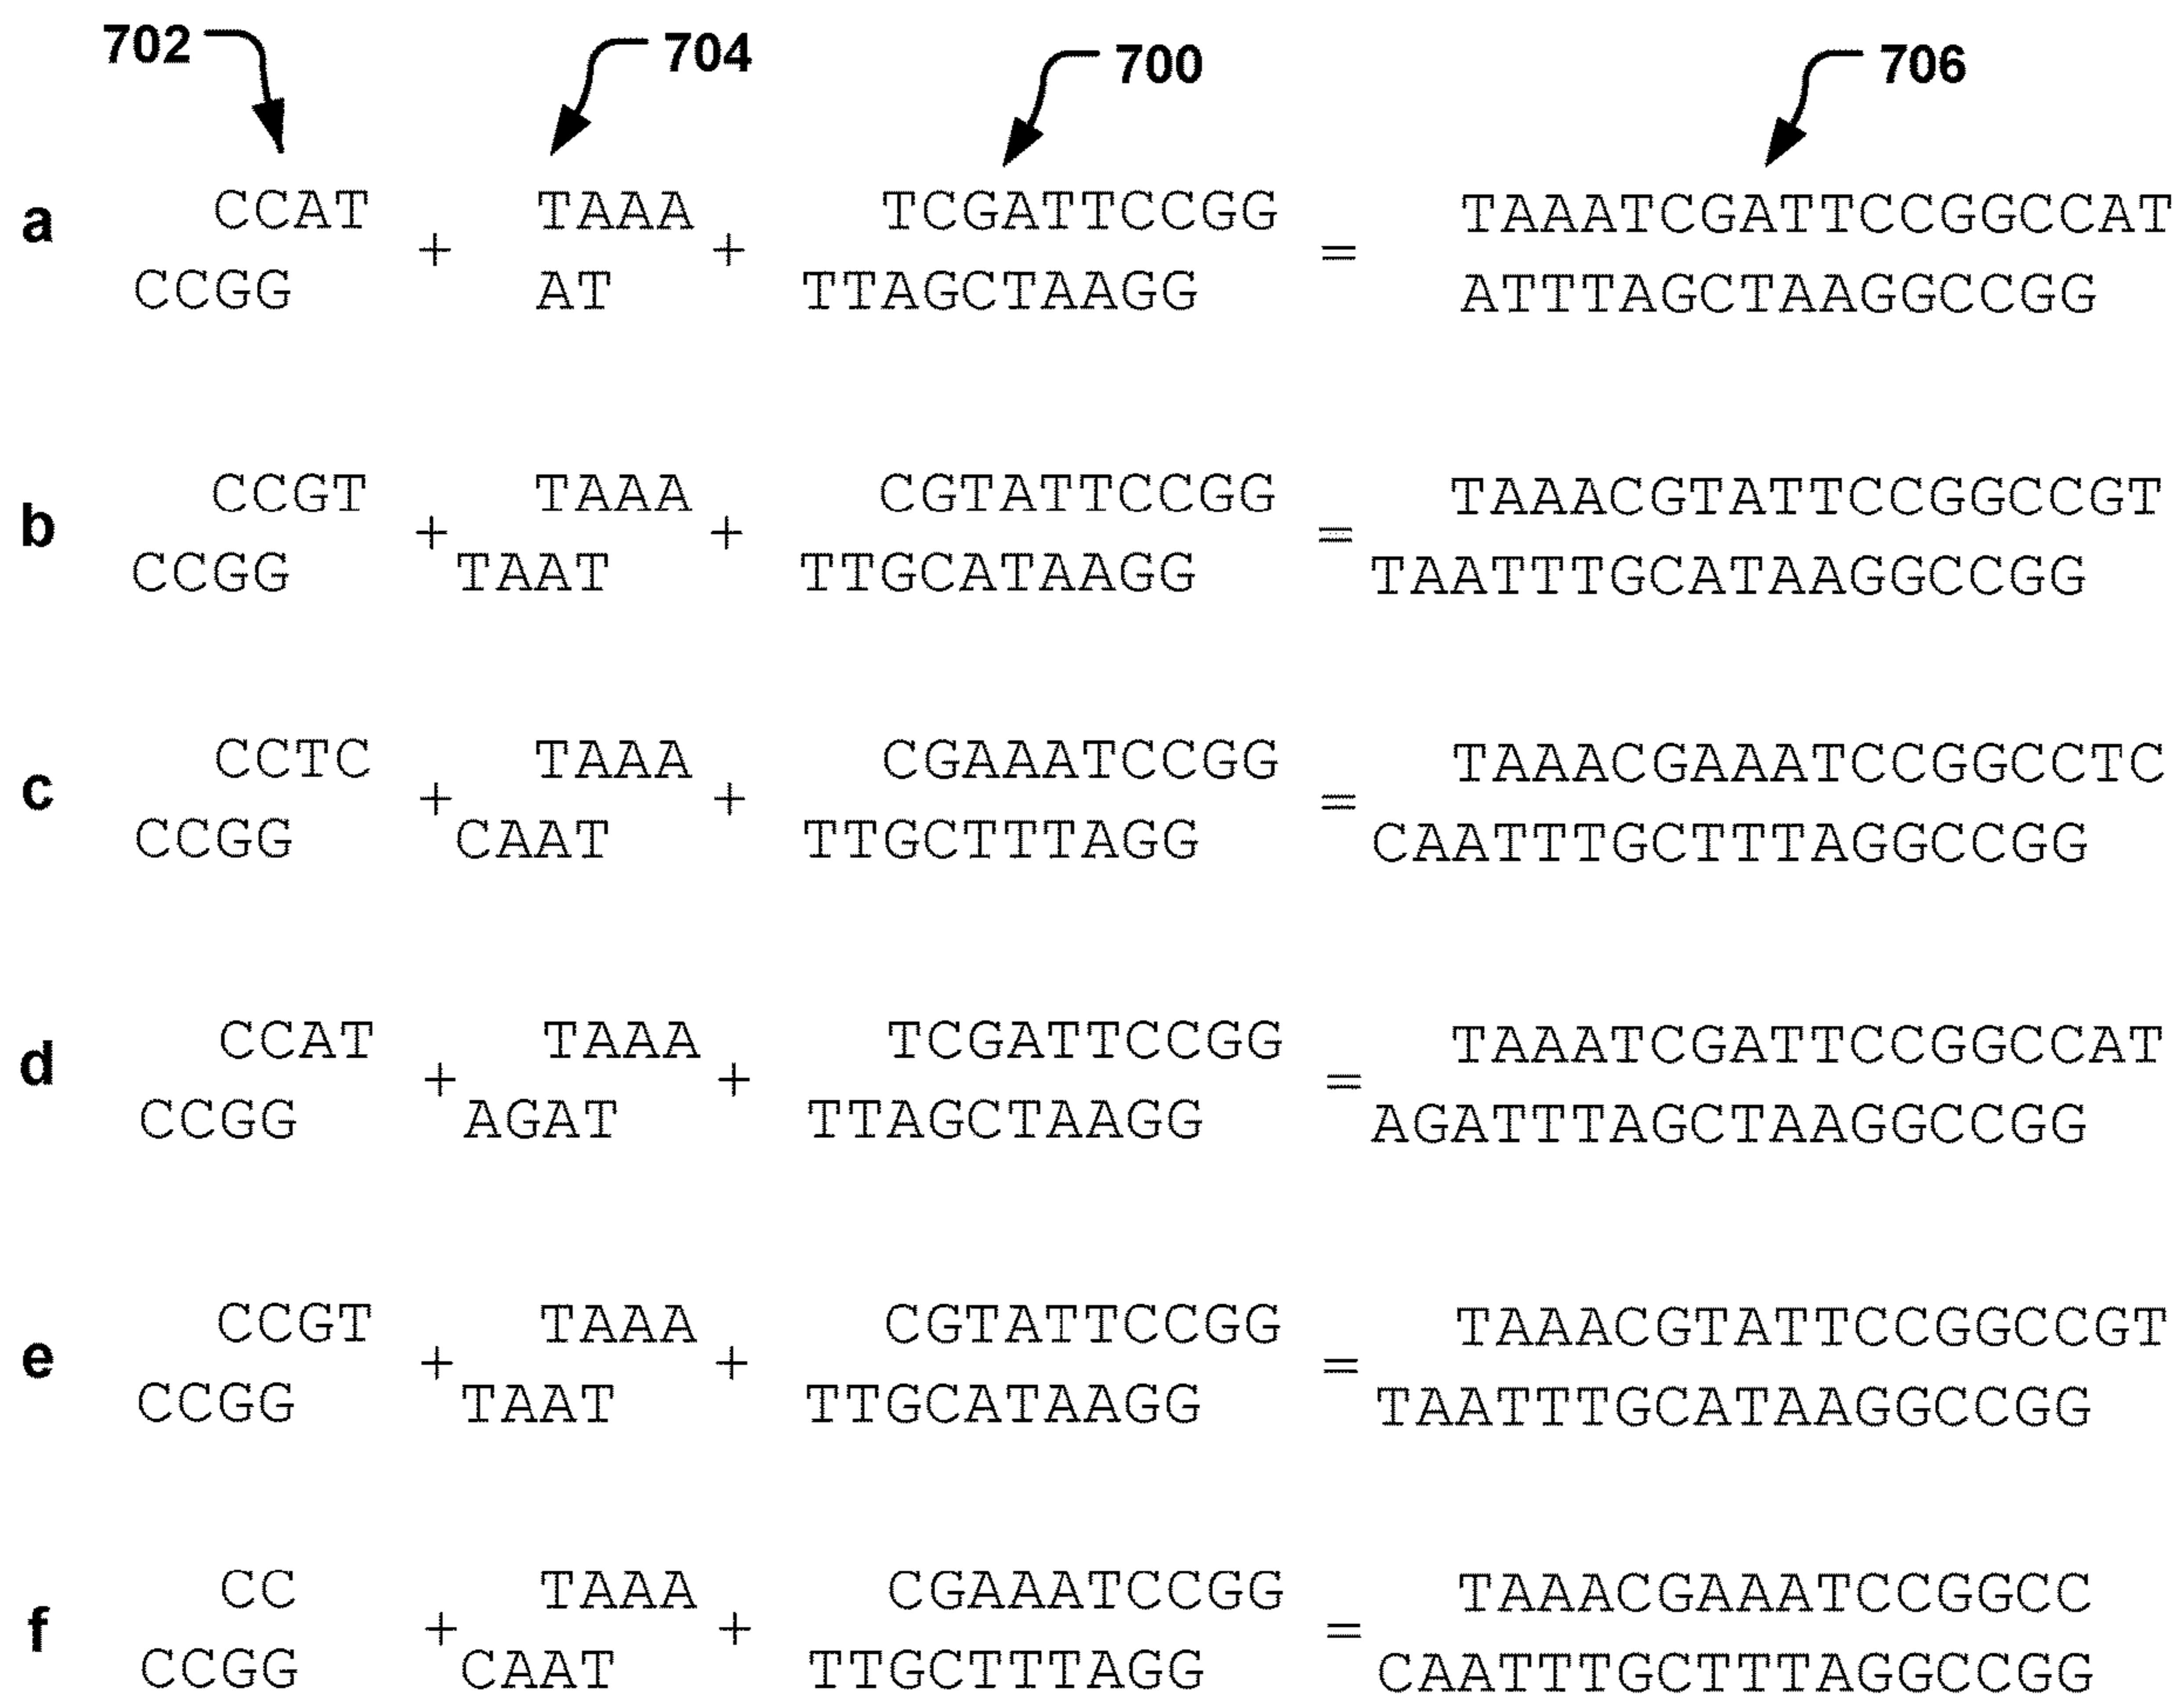 702 704 700 706
a CCAT TAAA TCGATTCCGG TAAATCGATTCCGGCCAT
+ + =
CCGG AT TTAGCTAAGG ATTTAGCTAAGGCCGG
b CCGT TAAA CGTATTCCGG TAAACGTATTCCGGCCGT
+ + =
CCGG TAAT TTGCATAAGG TAATTTGCATAAGGCCGG
c CCTC TAAA CGAAATCCGG TAAACGAAATCCGGCCTC
+ + =
CCGG CAAT TTGCTTTAGG CAATTTGCTTTAGGCCGG
d CCAT TAAA TCGATTCCGG TAAATCGATTCCGGCCAT
+ + =
CCGG AGAT TTAGCTAAGG AGATTTAGCTAAGGCCGG
e CCGT TAAA CGTATTCCGG TAAACGTATTCCGGCCGT
+ + =
CCGG TAAT TTGCATAAGG TAATTTGCATAAGGCCGG
f CC TAAA CGAAATCCGG TAAACGAAATCCGGCC
+ + =
CCGG CAAT TTGCTTTAGG CAATTTGCTTTAGGCCGG